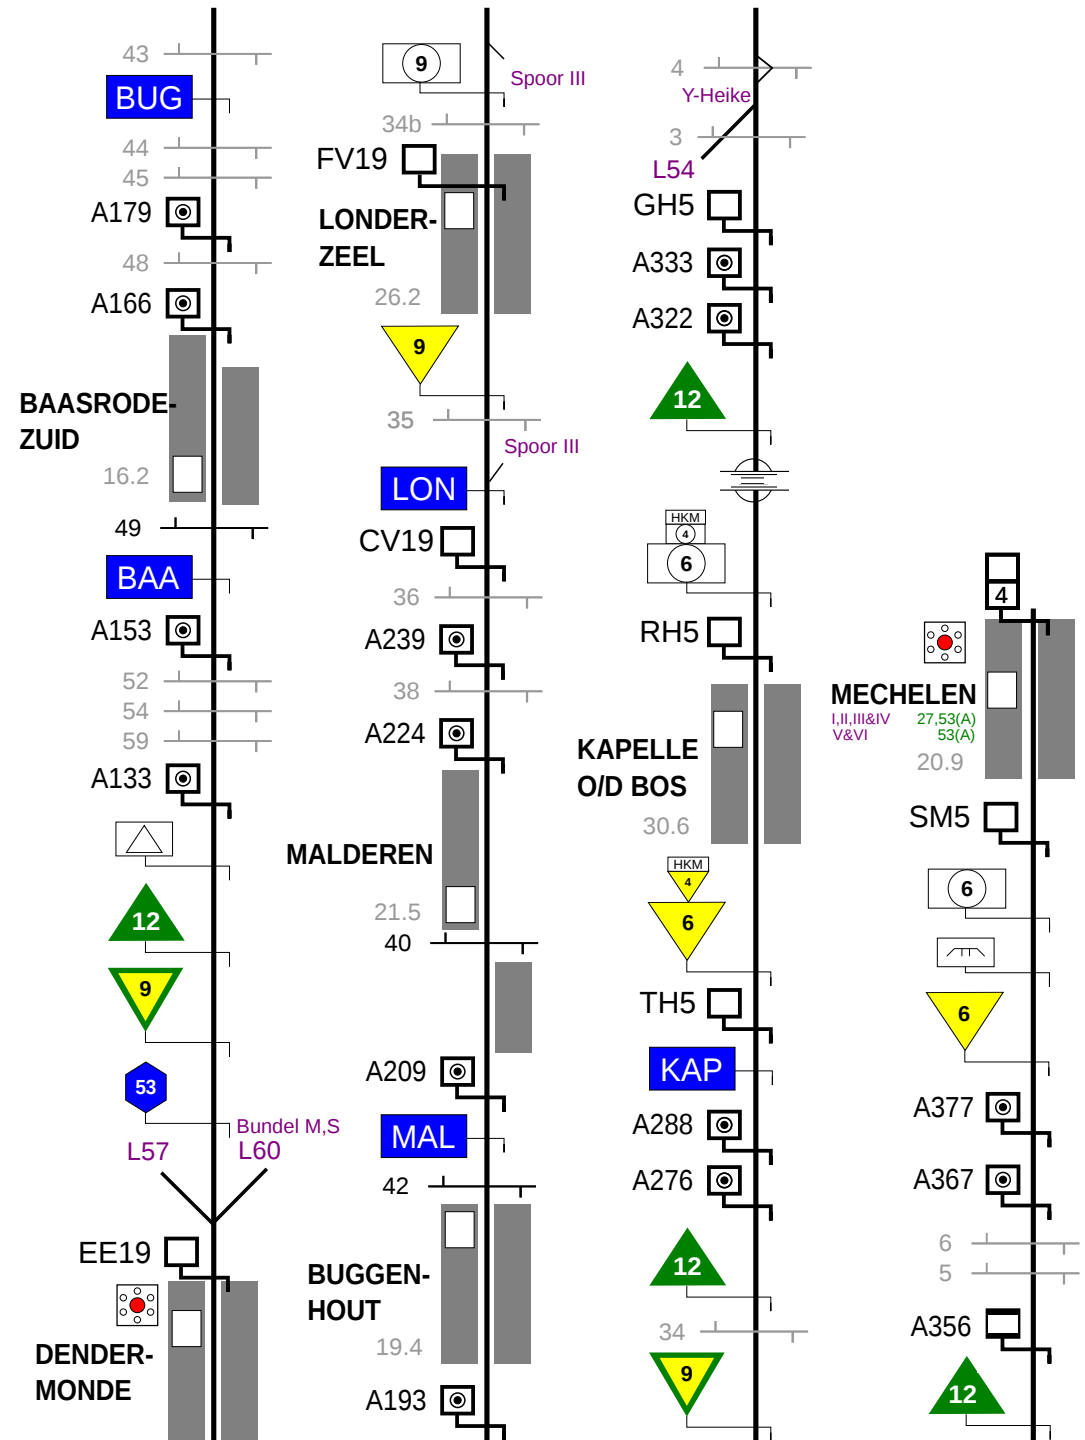 43
BUG
44
45
A179
48
A166
BAASRODE-
ZUID
16.2
49
BAA
A153
52
54
59
A133
12
9
53
Bundel M,S
L57
L60
EE19
DENDER-
MONDE
9
Spoor III
34b
FV19
LONDER-
ZEEL
26.2
9
35
Spoor III
LON
CV19
36
A239
38
A224
MALDEREN
21.5
40
A209
MAL
42
BUGGEN-
HOUT
19.4
A193
4
Y-Heike
3
L54
GH5
A333
A322
12
HKM
4
6
RH5
KAPELLE
O/D BOS
30.6
HKM
4
6
TH5
KAP
A288
A276
12
34
9
4
MECHELEN
I,II,III&IV 27,53(A)
V&VI 53(A)
20.9
SM5
6
6
A377
A367
6
5
A356
12